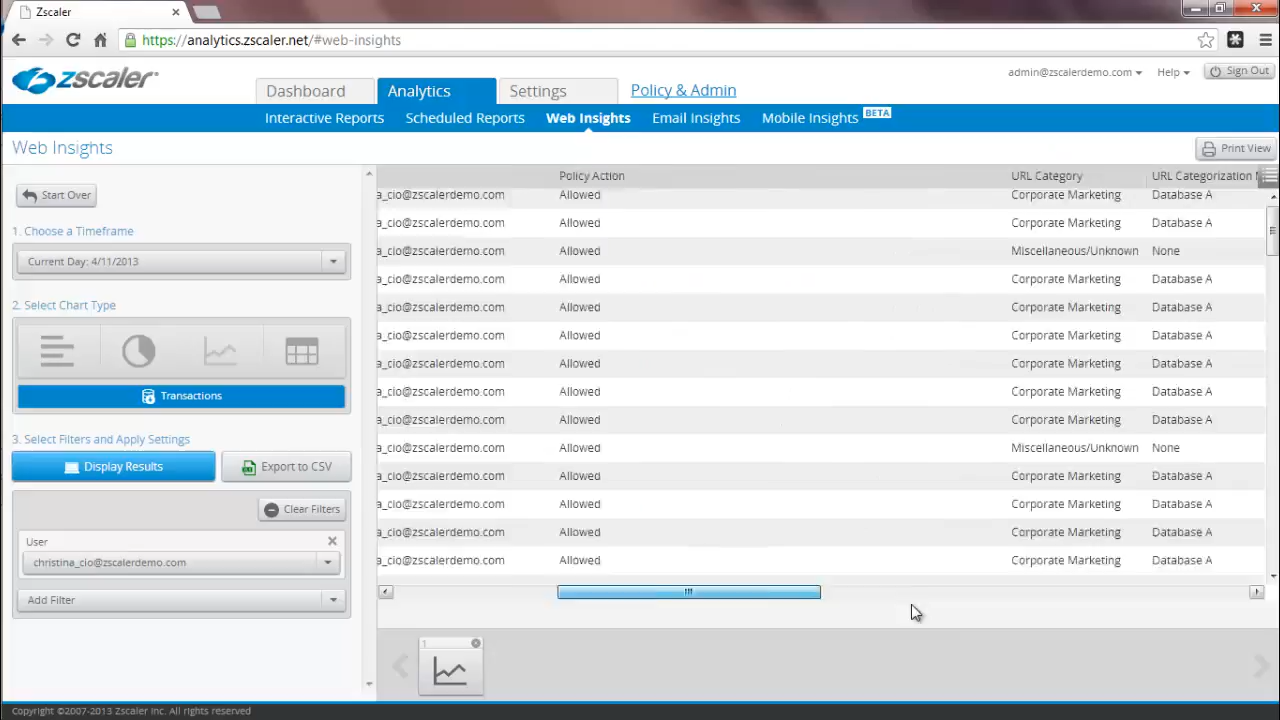 Zscaler
https://analytics.zscaler.net/#web-insights
zscaler
admin@zscalerdemo.com
Help
Sign Out
Dashboard
Analytics
Settings
Policy & Admin
Interactive Reports
Scheduled Reports
Web Insights
Email Insights
Mobile Insights
BETA
Web Insights
Print View
Start Over
1. Choose a Timeframe
Current Day: 4/11/2013
2. Select Chart Type
Transactions
3. Select Filters and Apply Settings
Display Results
Export to CSV
Clear Filters
User
christina_cio@zscalerdemo.com
Add Filter
Policy Action URL Category URL Categorization
a_cio@zscalerdemo.com Allowed Corporate Marketing Database A
a_cio@zscalerdemo.com Allowed Corporate Marketing Database A
a_cio@zscalerdemo.com Allowed Miscellaneous/Unknown None
a_cio@zscalerdemo.com Allowed Corporate Marketing Database A
a_cio@zscalerdemo.com Allowed Corporate Marketing Database A
a_cio@zscalerdemo.com Allowed Corporate Marketing Database A
a_cio@zscalerdemo.com Allowed Corporate Marketing Database A
a_cio@zscalerdemo.com Allowed Corporate Marketing Database A
a_cio@zscalerdemo.com Allowed Corporate Marketing Database A
a_cio@zscalerdemo.com Allowed Miscellaneous/Unknown None
a_cio@zscalerdemo.com Allowed Corporate Marketing Database A
a_cio@zscalerdemo.com Allowed Corporate Marketing Database A
a_cio@zscalerdemo.com Allowed Corporate Marketing Database A
a_cio@zscalerdemo.com Allowed Corporate Marketing Database A
1
Copyright ©2007-2013 Zscaler Inc. All rights reserved